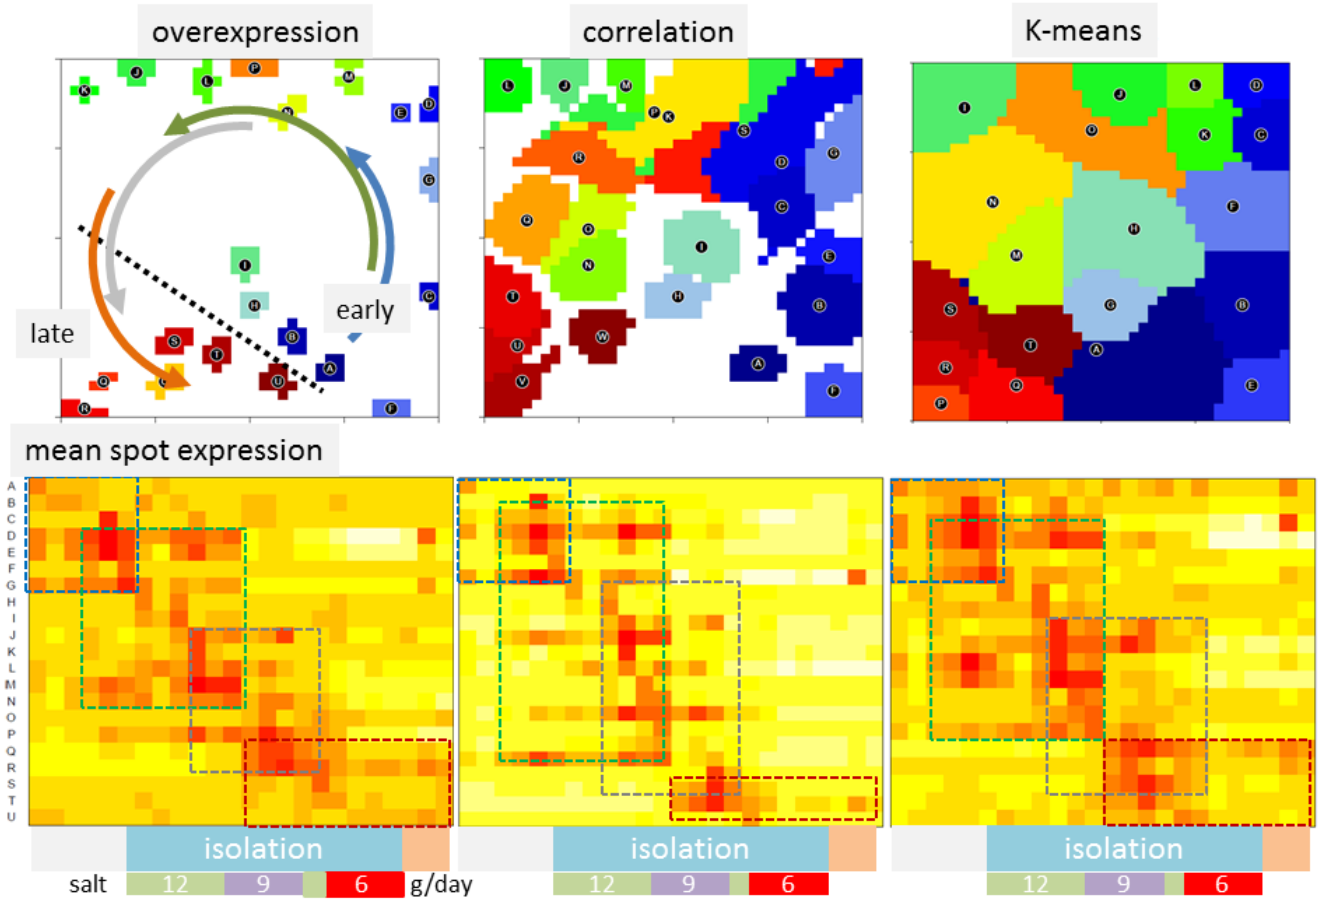 overexpression
correlation
K-means
J
L
P
M
K
N
E
D
G
I
H
C
early
late
B
S
T
A
U
Q
R
F
L
J
M
P
K
S
R
D
G
C
Q
O
I
N
E
T
H
B
U
W
V
A
F
I
J
L
D
O
K
C
N
F
H
M
S
G
B
T
A
R
Q
E
P
mean spot expression
A
B
C
D
E
F
G
H
I
J
K
L
M
N
O
P
Q
R
S
T
U
isolation
isolation
isolation
salt 12 9 6 g/day
12 9 6
12 9 6